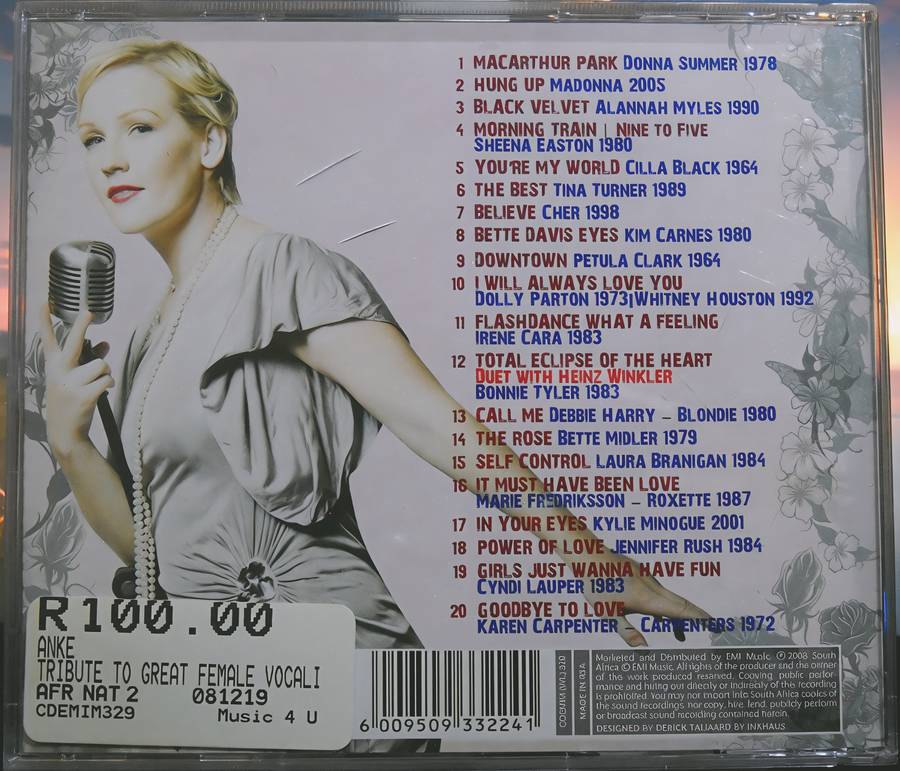 1 MACARTHUR PARK DONNA SUMMER 1978
2 HUNG UP MADONNA 2005
3 BLACK VELVET ALANNAH MYLES 1990
4 MORNING TRAIN | NINE TO FIVE
SHEENA EASTON 1980
5 YOU'RE MY WORLD CILLA BLACK 1964
6 THE BEST TINA TURNER 1989
7 BELIEVE CHER 1998
8 BETTE DAVIS EYES KIM CARNES 1980
9 DOWNTOWN PETULA CLARK 1964
10 I WILL ALWAYS LOVE YOU
DOLLY PARTON 1973|WHITNEY HOUSTON 1992
11 FLASHDANCE WHAT A FEELING
IRENE CARA 1983
12 TOTAL ECLIPSE OF THE HEART
DUET WITH HEINZ WINKLER
BONNIE TYLER 1983
13 CALL ME DEBBIE HARRY – BLONDIE 1980
14 THE ROSE BETTE MIDLER 1979
15 SELF CONTROL LAURA BRANIGAN 1984
16 IT MUST HAVE BEEN LOVE
MARIE FREDRIKSSON – ROXETTE 1987
17 IN YOUR EYES KYLIE MINOGUE 2001
18 POWER OF LOVE JENNIFER RUSH 1984
19 GIRLS JUST WANNA HAVE FUN
CYNDI LAUPER 1983
20 GOODBYE TO LOVE
KAREN CARPENTER – CARPENTERS 1972
R100.00
ANKE
TRIBUTE TO GREAT FEMALE VOCALI
AFR NAT 2 081219
CDEMIM329 Music 4 U
6 009509 332241
MADE IN RSA
Marketed and Distributed by EMI Music ℗ 2008 South
Africa © EMI Music. All rights of the producer and the owner
of the work produced reserved. Copying, public perfor
mance and hiring out directly or indirectly of this recording
is prohibited. You may not import into South Africa copies of
the sound recordings nor copy, hire, lend, publicly perform
or broadcast sound recording contained herein.
DESIGNED BY DERICK TALJAARD BY INKHAUS